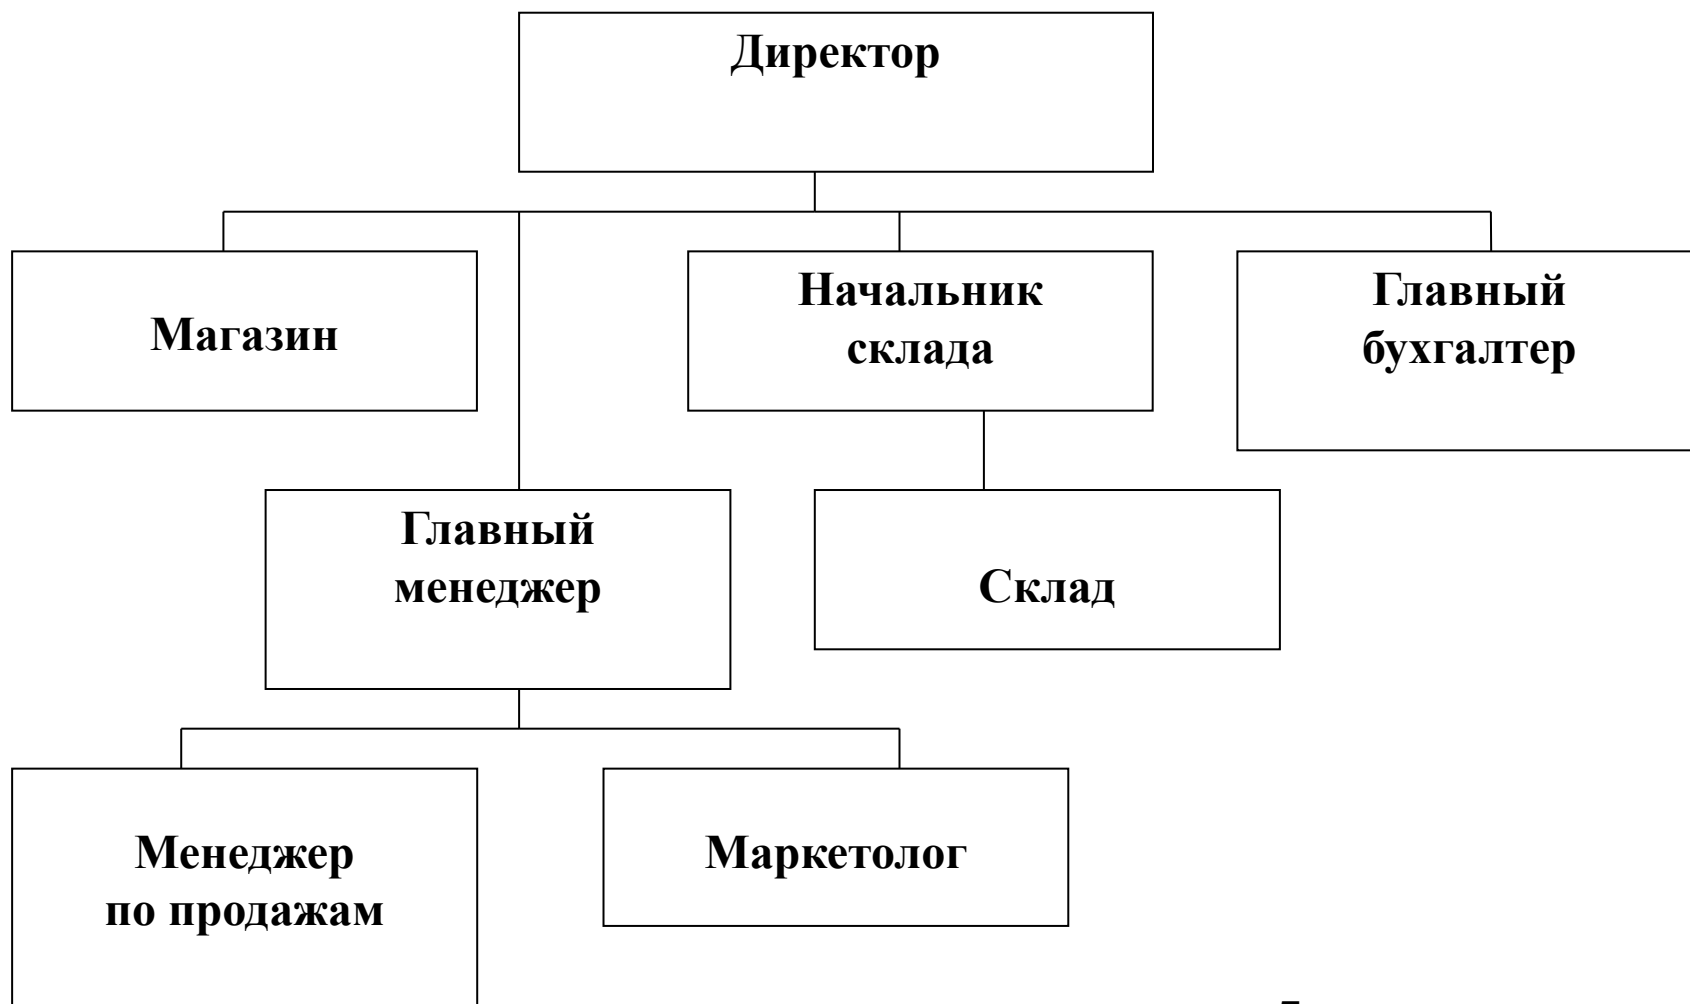 Директор
Магазин
Начальник
склада
Главный
бухгалтер
Главный
менеджер
Склад
Менеджер
по продажам
Маркетолог